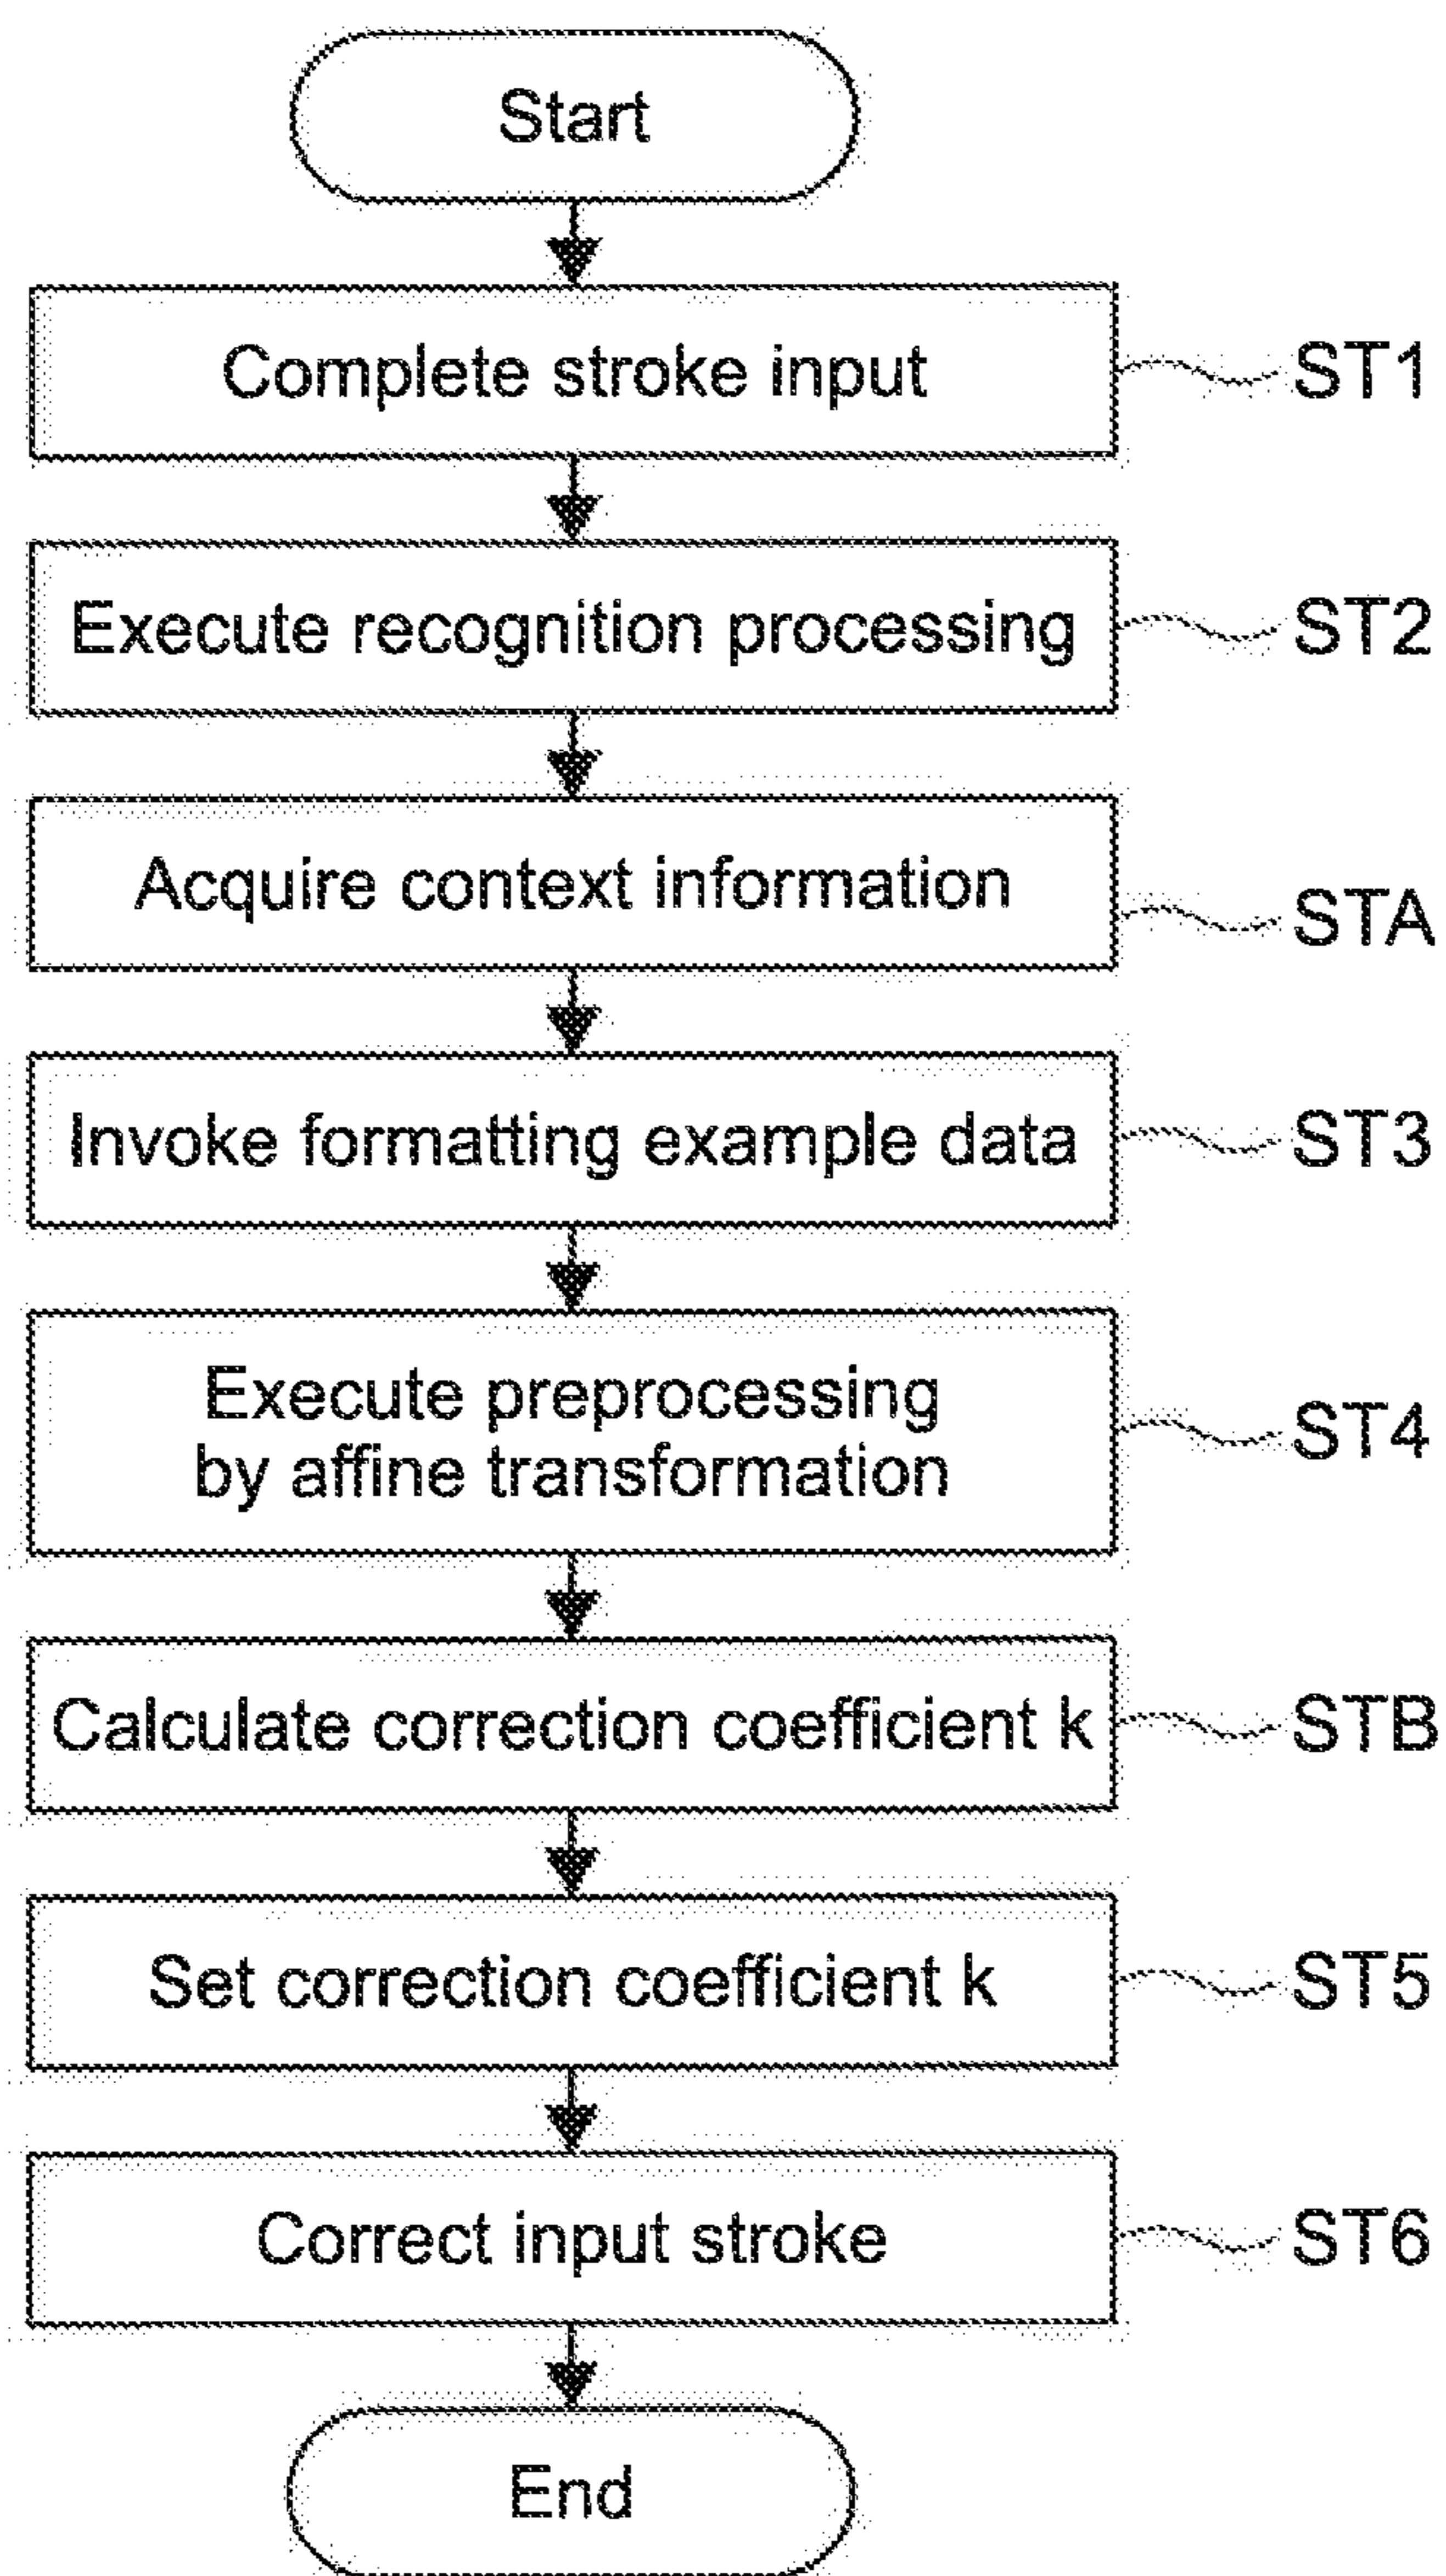 Start
Complete stroke input
ST1
Execute recognition processing
ST2
Acquire context information
STA
Invoke formatting example data
ST3
Execute preprocessing
by affine transformation
ST4
Calculate correction coefficient k
STB
Set correction coefficient k
ST5
Correct input stroke
ST6
End